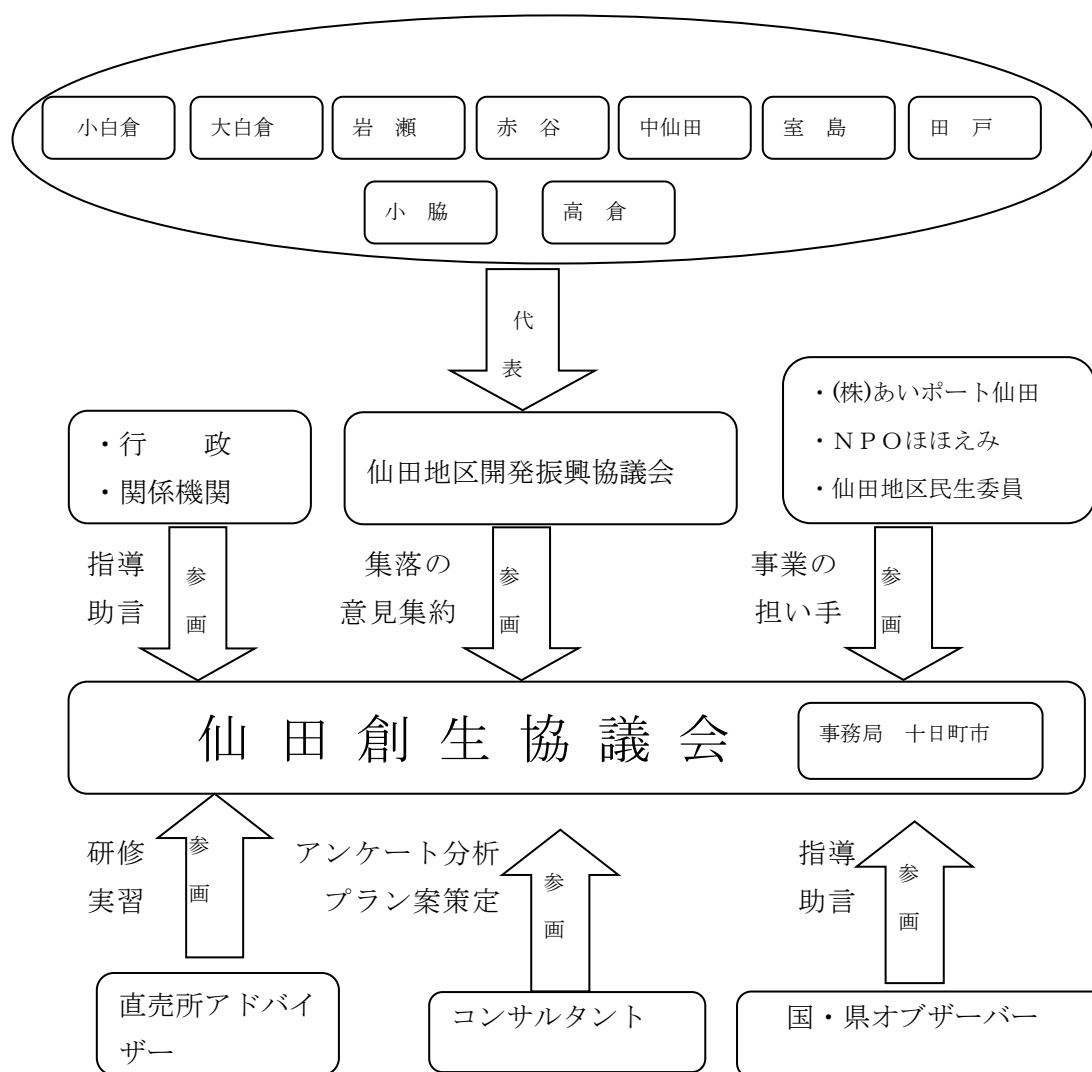 小白倉
大白倉
岩　瀬
赤　谷
中仙田
室　島
田　戸
小　脇
高　倉
代
表
・行　　政
・関係機関
仙田地区開発振興協議会
・(株)あいポート仙田
・ＮＰＯほほえみ
・仙田地区民生委員
指導
助言
参
画
集落の
意見集約
参
画
事業の
担い手
参
画
仙田創生協議会
事務局　十日町市
研修
実習
参
画
アンケート分析
プラン案策定
参
画
指導
助言
参
画
直売所アドバイ
ザー
コンサルタント
国・県オブザーバー